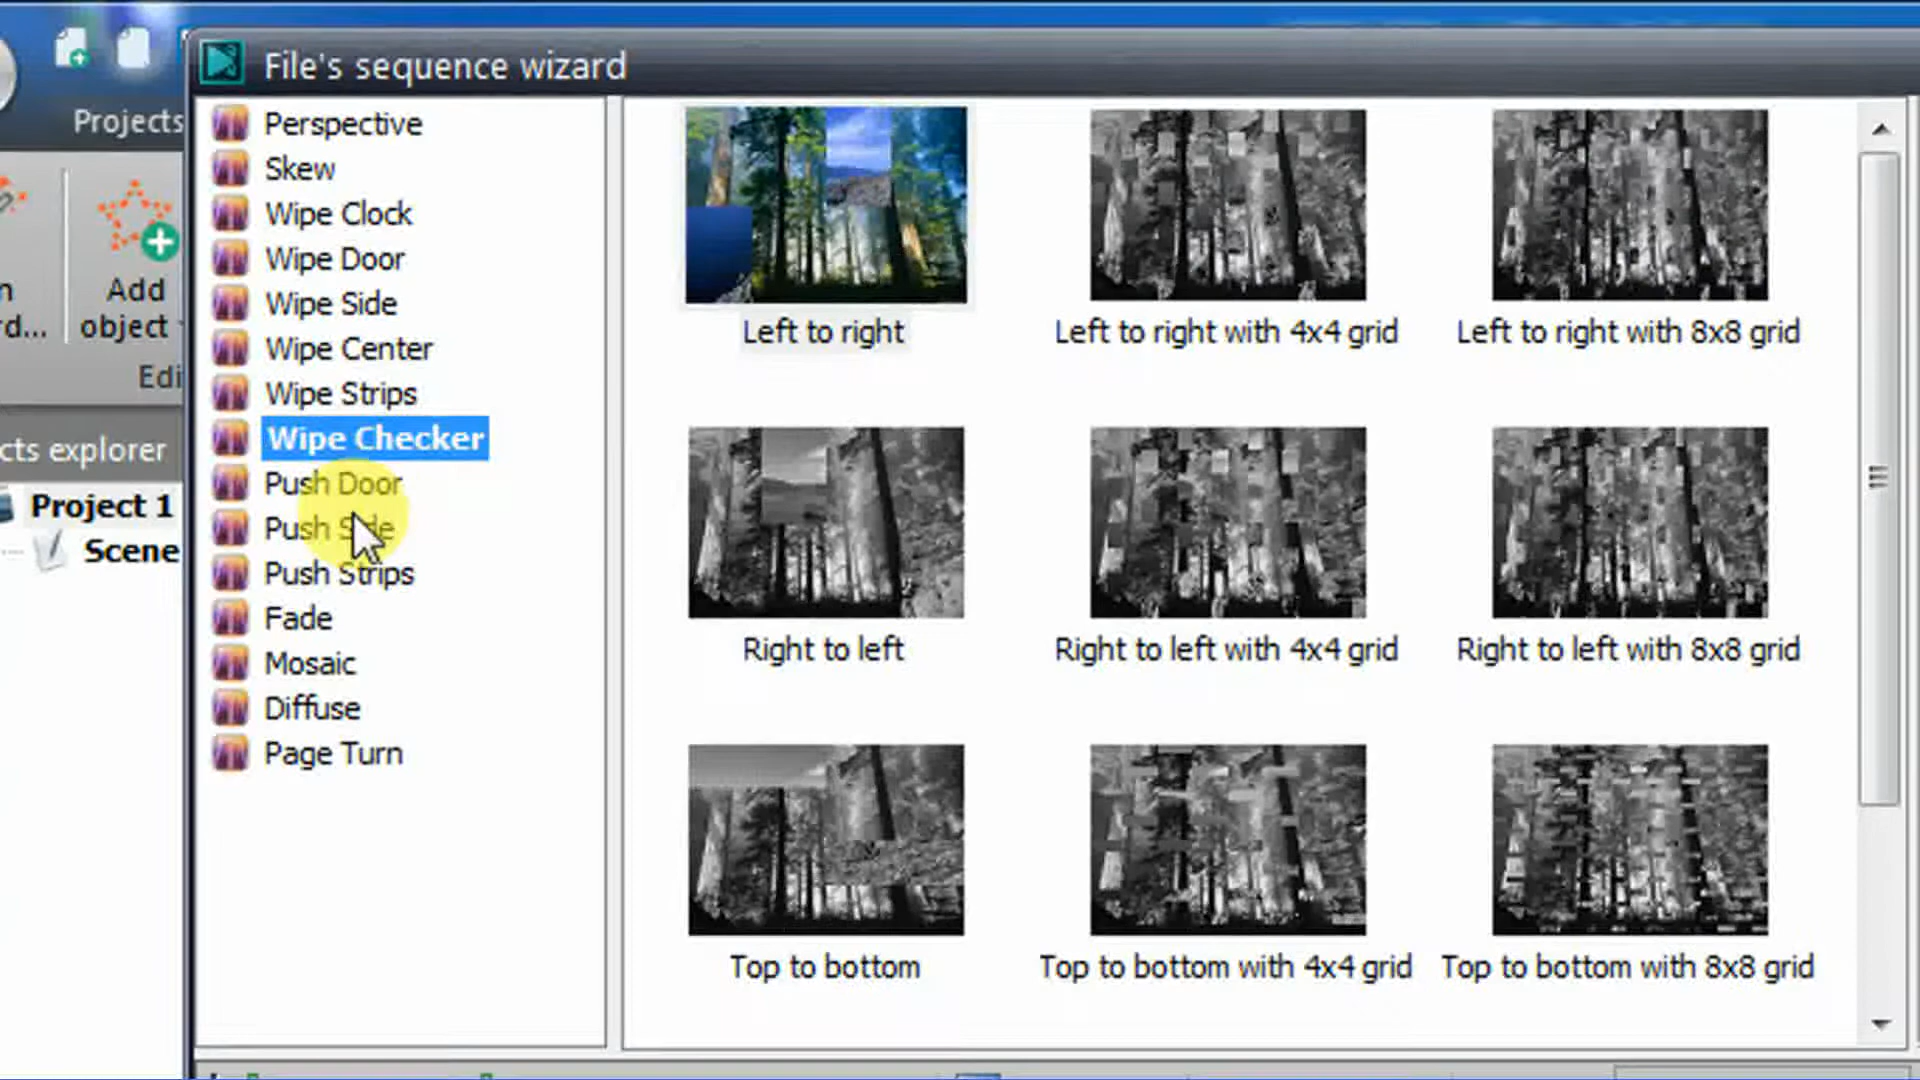 File's sequence wizard
Projects
Add
object
n
rd...
Edi
cts explorer
Project 1
Scene
Perspective
Skew
Wipe Clock
Wipe Door
Wipe Side
Wipe Center
Wipe Strips
Wipe Checker
Push Door
Push Side
Push Strips
Fade
Mosaic
Diffuse
Page Turn
Left to right
Left to right with 4x4 grid
Left to right with 8x8 grid
Right to left
Right to left with 4x4 grid
Right to left with 8x8 grid
Top to bottom
Top to bottom with 4x4 grid
Top to bottom with 8x8 grid